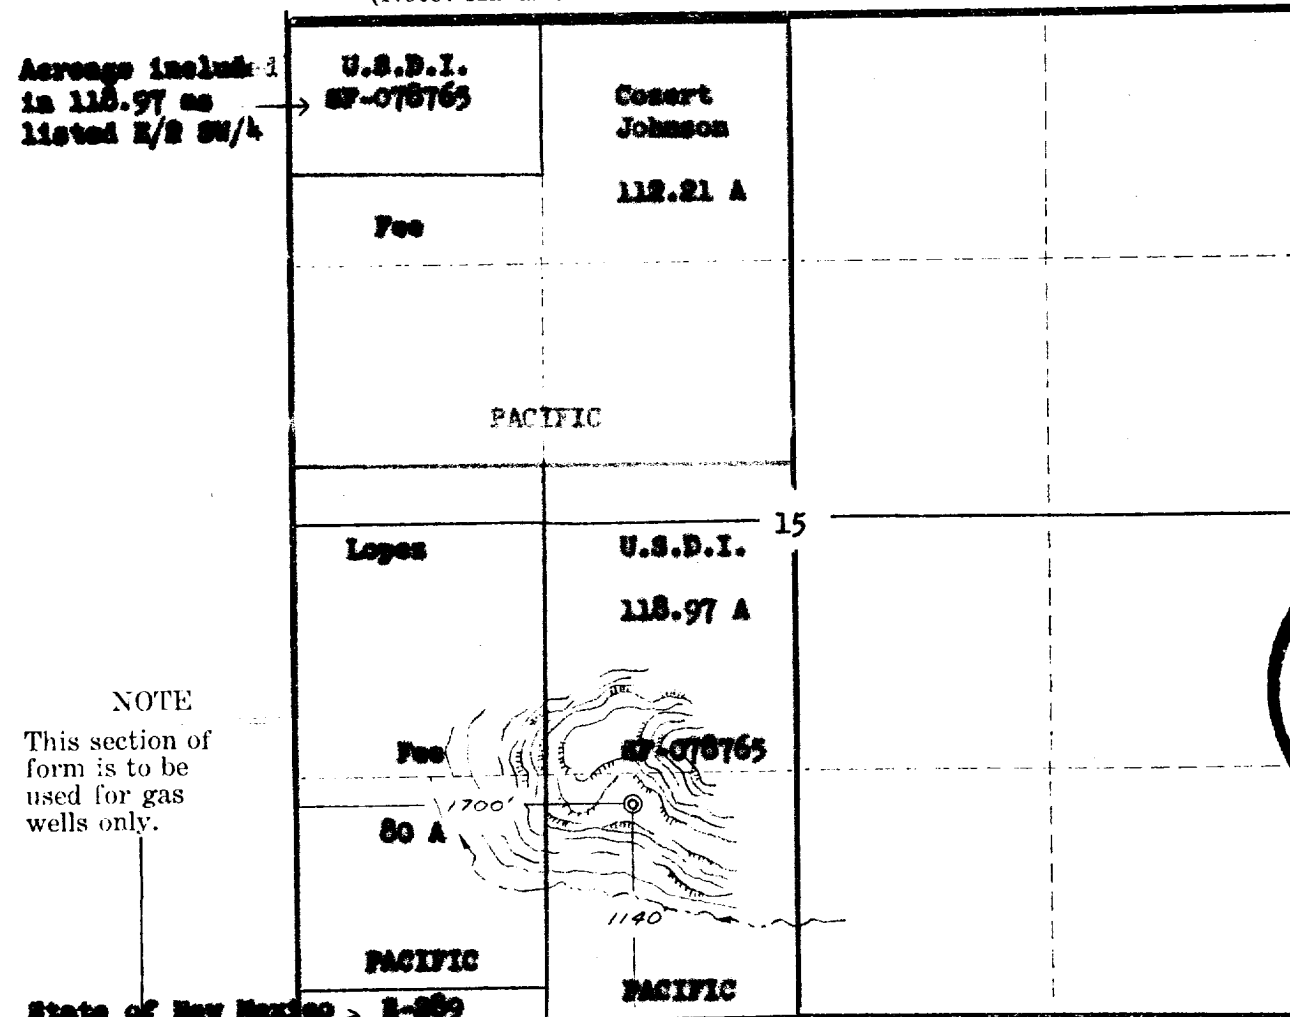 Acreage included
in 118.97 as
listed E/2 SW/4
U.S.D.I.
SF-078765
Cozert
Johnson
112.21 A
Fee
PACIFIC
15
Lopez
U.S.D.I.
118.97 A
NOTE
This section of
form is to be
used for gas
wells only.
Fee
SF-078765
1700'
80 A
1140'
PACIFIC
PACIFIC
State of New Mexico > E-289